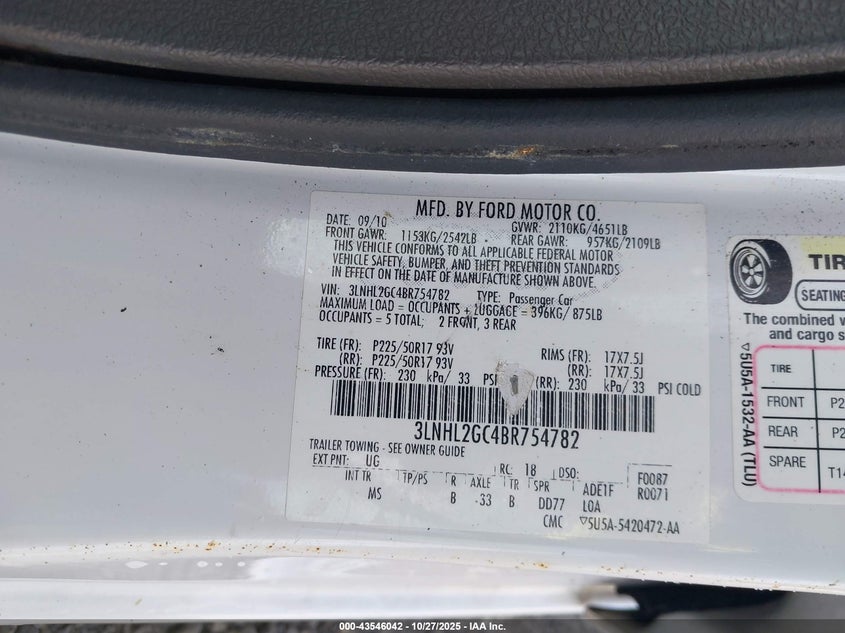 MFD. BY FORD MOTOR CO.
DATE: 09/10 GVWR: 2110KG/4651LB
FRONT GAWR: 1153KG/2542LB REAR GAWR: 957KG/2109LB
THIS VEHICLE CONFORMS TO ALL APPLICABLE FEDERAL MOTOR
VEHICLE SAFETY, BUMPER, AND THEFT PREVENTION STANDARDS
IN EFFECT ON THE DATE OF MANUFACTURE SHOWN ABOVE.
VIN: 3LNHL2GC4BR754782 TYPE: Passenger Car
MAXIMUM LOAD = OCCUPANTS + LUGGAGE = 396KG/ 875LB
OCCUPANTS = 5 TOTAL; 2 FRONT, 3 REAR
TIRE (FR): P225/50R17 93V RIMS (FR): 17X7.5J
(RR): P225/50R17 93V (RR): 17X7.5J
PRESSURE (FR): 230 kPa/ 33 PSI (RR): 230 kPa/ 33 PSI COLD
3LNHL2GC4BR754782
TRAILER TOWING - SEE OWNER GUIDE
EXT PNT: UG RC: 18 DSO: F0087
INT TR TP/PS R AXLE TR SPR ADE1F R0071
MS B -33 B DD77 LOA
CMC ▽5U5A-5420472-AA
TIR
SEATING
The combined
and cargo s
TIRE
FRONT P2
REAR P2
SPARE T14
▽5U5A-1532-AA (TLU)
000-43546042 | 10/27/2025 - IAA Inc.